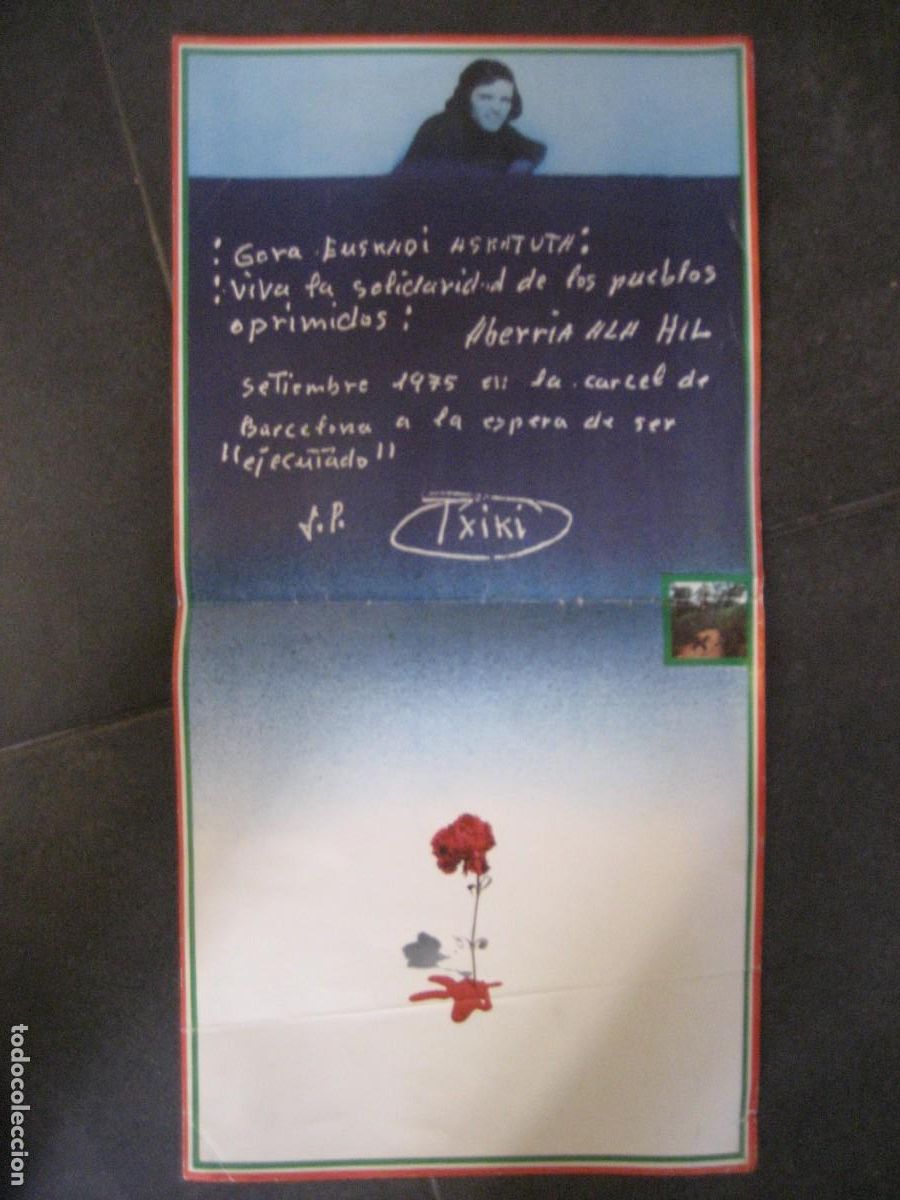 ¡Gora Euskadi ASKATUTA!
¡Viva la solidaridad de los pueblos
oprimidos! Aberria ALA HIL
setiembre 1975 en la carcel de
Barcelona a la espera de ser
"ejecutado"
J.P. Txiki
todocoleccion